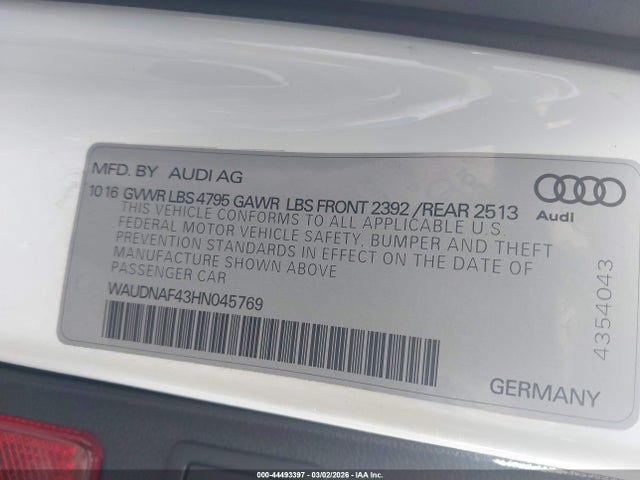 MFD. BY AUDI AG
1016 GVWR LBS 4795 GAWR LBS FRONT 2392 /REAR 2513
THIS VEHICLE CONFORMS TO ALL APPLICABLE U.S.
FEDERAL MOTOR VEHICLE SAFETY, BUMPER AND THEFT
PREVENTION STANDARDS IN EFFECT ON THE DATE OF
MANUFACTURE SHOWN ABOVE
PASSENGER CAR
WAUDNAF43HN045769
Audi
4354043
GERMANY
000-44493397 - 03/02/2026 - IAA Inc.